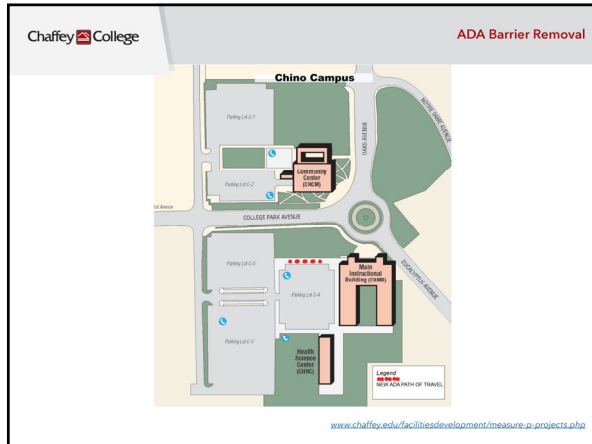 Chaffey College
ADA Barrier Removal
Chino Campus
Parking Lot C-1
NOTRE DAME AVENUE
OAKS AVENUE
Community
Center
(CHCM)
Parking Lot C-2
COLLEGE PARK AVENUE
Parking Lot C-3
Main
Instructional
Building (CHMB)
EUCALYPTUS AVENUE
Parking Lot C-4
Parking Lot C-5
Health
Science
Center
(CHHC)
Legend
NEW ADA PATH OF TRAVEL
www.chaffey.edu/facilitiesdevelopment/measure-p-projects.php